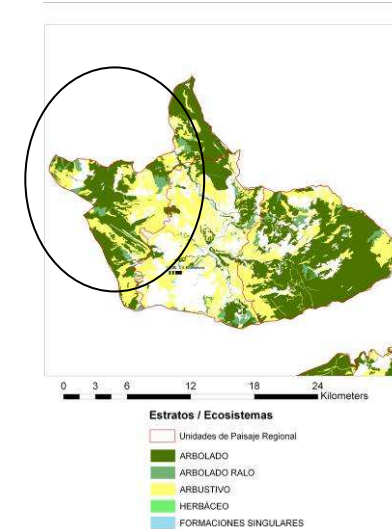 0 3 6 12 18 24
Kilometers
Estratos / Ecosistemas
Unidades de Paisaje Regional
ARBOLADO
ARBOLADO RALO
ARBUSTIVO
HERBÁCEO
FORMACIONES SINGULARES